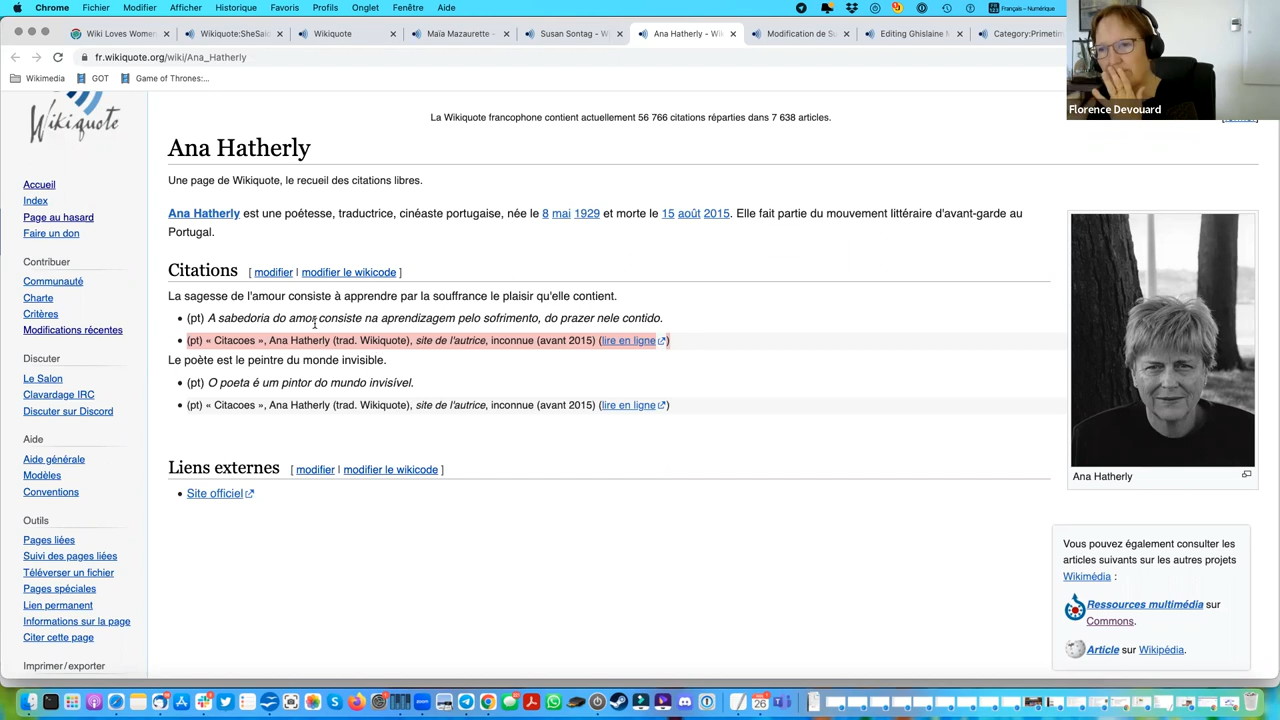 Chrome Fichier Modifier Afficher Historique Favoris Profils Onglet Fenêtre Aide Français – Numérique
Wiki Loves Women Wikiquote:SheSaid Wikiquote Maïa Mazaurette - Susan Sontag - W Ana Hatherly - Wik Modification de Su Editing Ghislaine M Category:Primetim
fr.wikiquote.org/wiki/Ana_Hatherly
Wikimedia GOT Game of Thrones:...
Florence Devouard
Wikiquote
La Wikiquote francophone contient actuellement 56 766 citations réparties dans 7 638 articles.
Ana Hatherly
Une page de Wikiquote, le recueil des citations libres.
Ana Hatherly est une poétesse, traductrice, cinéaste portugaise, née le 8 mai 1929 et morte le 15 août 2015. Elle fait partie du mouvement littéraire d'avant-garde au
Portugal.
Citations [ modifier | modifier le wikicode ]
La sagesse de l'amour consiste à apprendre par la souffrance le plaisir qu'elle contient.
• (pt) A sabedoria do amor consiste na aprendizagem pelo sofrimento, do prazer nele contido.
• (pt) « Citacoes », Ana Hatherly (trad. Wikiquote), site de l'autrice, inconnue (avant 2015) (lire en ligne)
Le poète est le peintre du monde invisible.
• (pt) O poeta é um pintor do mundo invisível.
• (pt) « Citacoes », Ana Hatherly (trad. Wikiquote), site de l'autrice, inconnue (avant 2015) (lire en ligne)
Liens externes [ modifier | modifier le wikicode ]
• Site officiel
Accueil
Index
Page au hasard
Faire un don
Contribuer
Communauté
Charte
Critères
Modifications récentes
Discuter
Le Salon
Clavardage IRC
Discuter sur Discord
Aide
Aide générale
Modèles
Conventions
Outils
Pages liées
Suivi des pages liées
Téléverser un fichier
Pages spéciales
Lien permanent
Informations sur la page
Citer cette page
Imprimer / exporter
Ana Hatherly
Vous pouvez également consulter les
articles suivants sur les autres projets
Wikimédia :
Ressources multimédia sur
Commons.
Article sur Wikipédia.
26